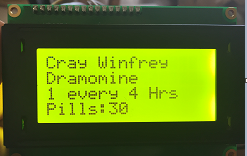 Cray Winfrey
Dramomine
1 every 4 Hrs
Pills:30